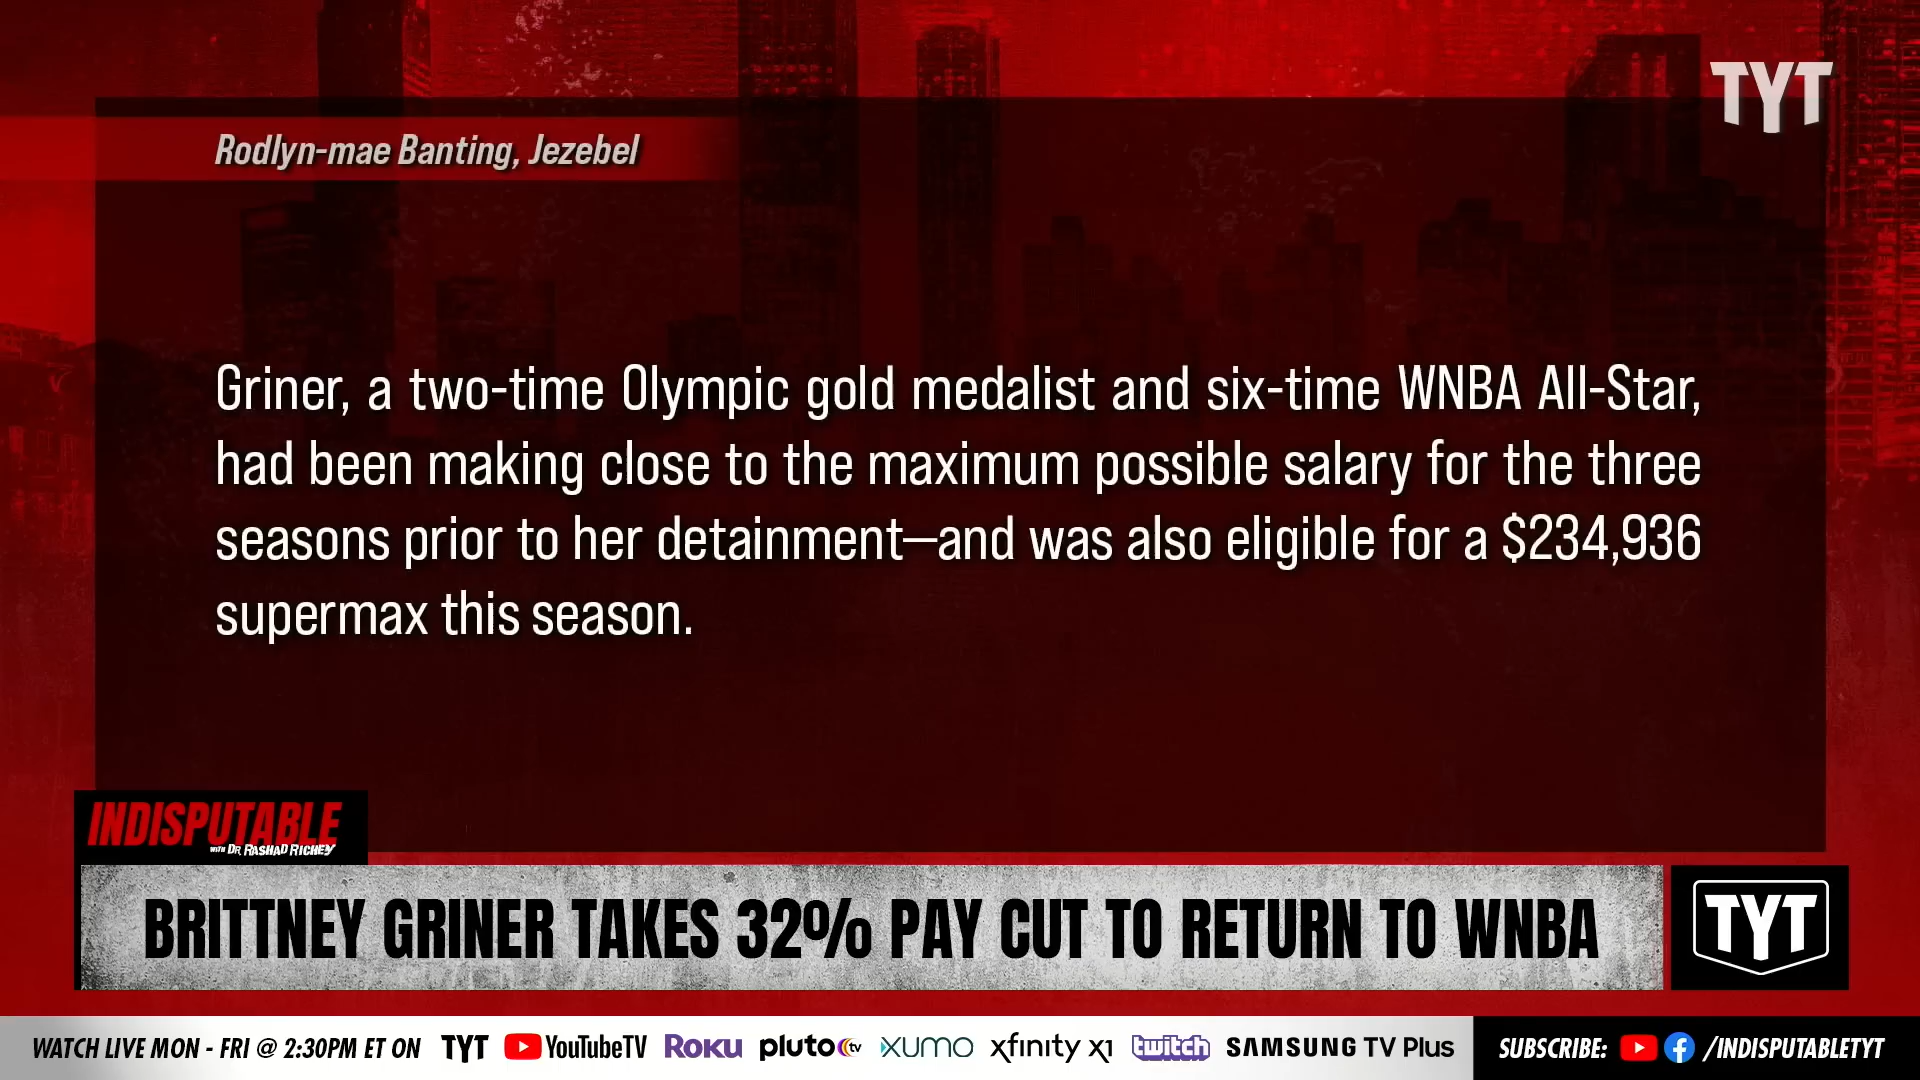 TYT
Rodlyn-mae Banting, Jezebel
Griner, a two-time Olympic gold medalist and six-time WNBA All-Star,
had been making close to the maximum possible salary for the three
seasons prior to her detainment—and was also eligible for a $234,936
supermax this season.
INDISPUTABLE
WITH DR RASHAD RICHEY
BRITTNEY GRINER TAKES 32% PAY CUT TO RETURN TO WNBA
TYT
WATCH LIVE MON - FRI @ 2:30PM ET ON TYT YouTubeTV ROKU pluto tv xumo xfinity x1 twitch SAMSUNG TV Plus SUBSCRIBE: /INDISPUTABLETYT